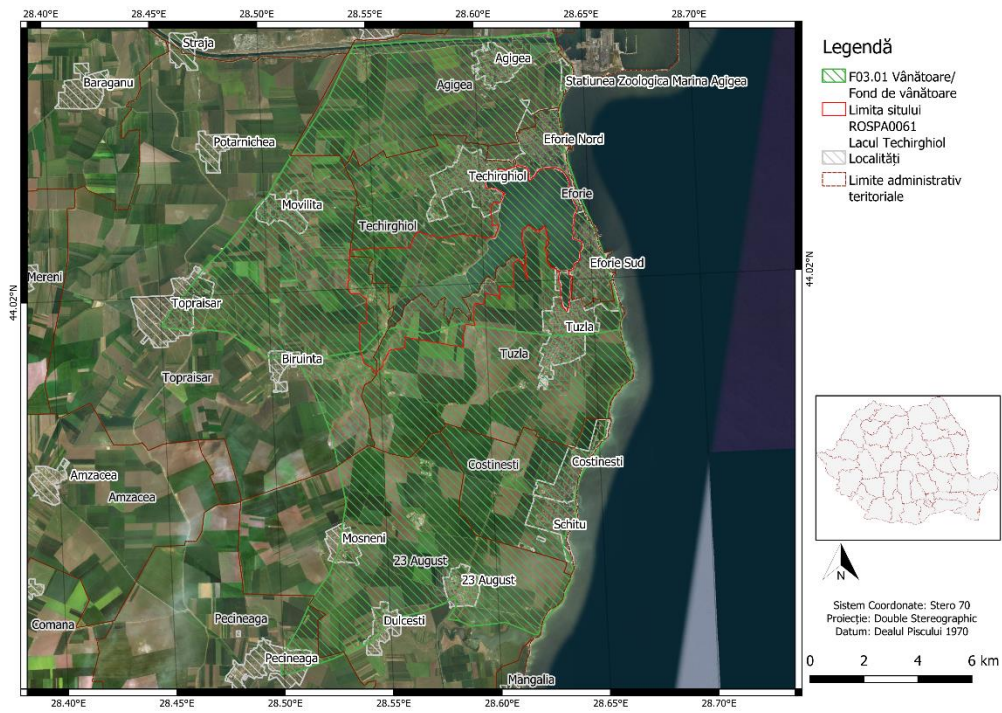 28.40°E 28.45°E 28.50°E 28.55°E 28.60°E 28.65°E 28.70°E
Straja
Agigea
Baraganu
Agigea
Statiunea Zoologica Marina Agigea
Potarnichea
Eforie Nord
Techirghiol
Movilita
Eforie
Techirghiol
Eforie Sud
Mereni
44.02°N
44.02°N
Topraisar
Tuzla
Biruinta
Tuzla
Topraisar
Costinesti
Costinesti
Amzacea
Amzacea
Schitu
Mosneni
23 August
23 August
Comana
Pecineaga
Dulcesti
Pecineaga
Mangalia
28.40°E 28.45°E 28.50°E 28.55°E 28.60°E 28.65°E 28.70°E
Legendă
F03.01 Vânătoare/
Fond de vânătoare
Limita sitului
ROSPA0061
Lacul Techirghiol
Localități
Limite administrativ
teritoriale
N
Sistem Coordonate: Stero 70
Proiecție: Double Stereographic
Datum: Dealul Piscului 1970
0 2 4 6 km